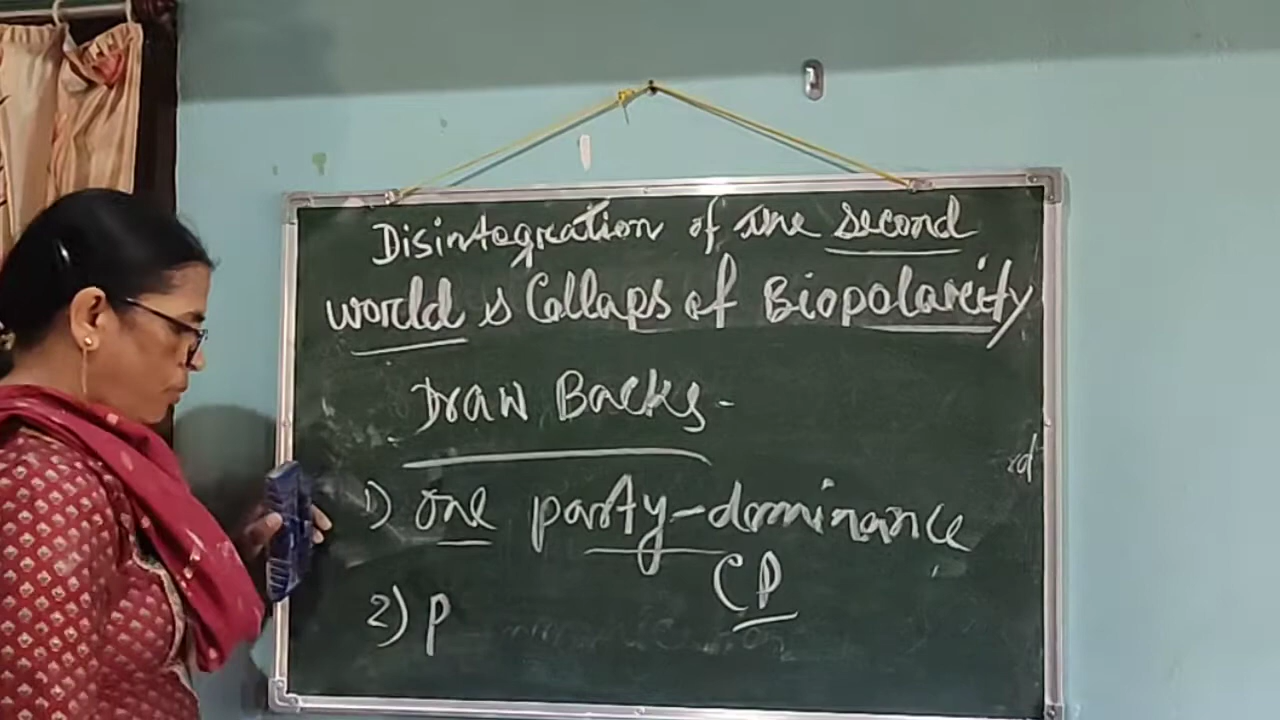 Disintegration of the second
world & Collaps of Biopolarity
Draw Backs -
1) one party-dominance
CP
2) P